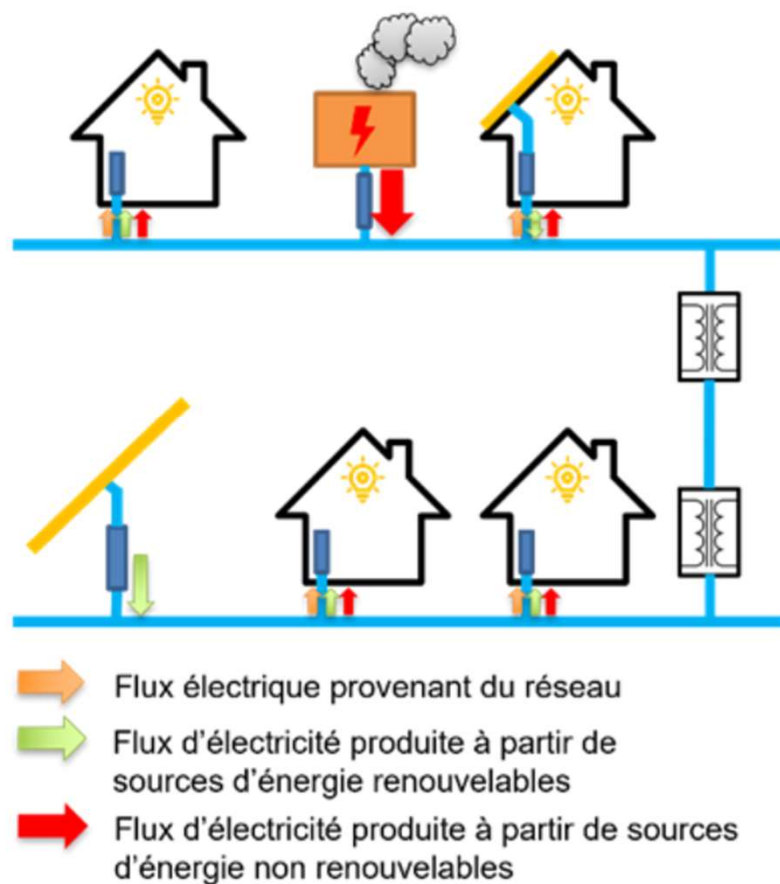 Flux électrique provenant du réseau
Flux d’électricité produite à partir de
sources d’énergie renouvelables
Flux d’électricité produite à partir de sources
d’énergie non renouvelables